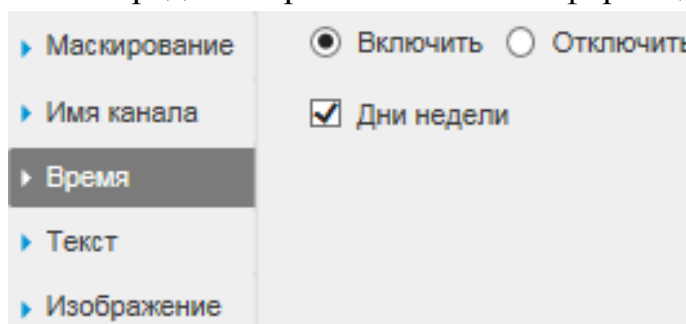 Маскирование
Включить Отключить
Имя канала
Дни недели
Время
Текст
Изображение